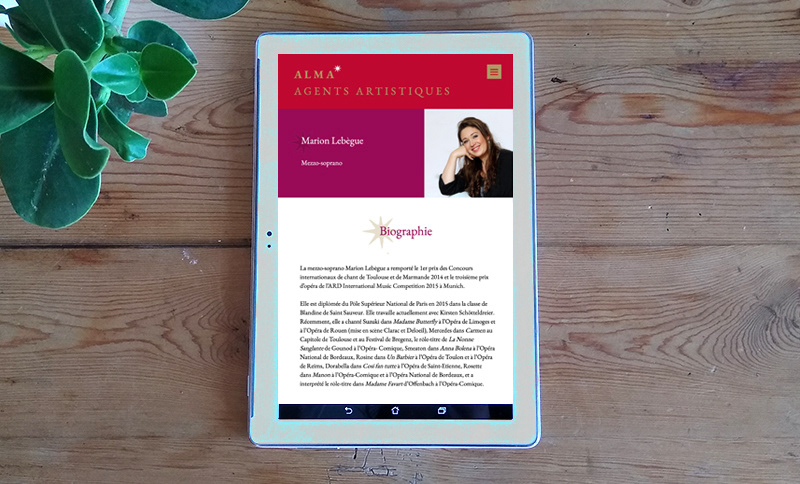 ALMA
AGENTS ARTISTIQUES
Marion Lebègue
Mezzo-soprano
Biographie
La mezzo-soprano Marion Lebègue a remporté le 1er prix des Concours
internationaux de chant de Toulouse et de Marmande 2014 et le troisième prix
d'opéra de l'ARD International Music Competition 2015 à Munich.
Elle est diplomée du Pôle Supérieur National de Paris en 2015 dans la classe de
Blandine de Saint Sauveur. Elle travaille actuellement avec Kirsten Schötteldreier.
Récemment, elle a chanté Suzuki dans Madame Butterfly à l'Opéra de Limoges et
à l'Opéra de Rouen (mise en scène Clarac et Deloeil), Mercedes dans Carmen au
Capitole de Toulouse et au Festival de Bregenz, le rôle-titre de La Nonne
Sanglante de Gounod à l'Opéra- Comique, Smeaton dans Anna Bolena à l'Opéra
National de Bordeaux, Rosine dans Un Barbier à l'Opéra de Toulon et à l'Opéra
de Reims, Dorabella dans Cosi fan tutte à l'Opéra de Saint-Etienne, Rosette
dans Manon à l'Opéra-Comique et à l'Opéra National de Bordeaux, et a
interprété le rôle-titre dans Madame Favart d'Offenbach à l'Opéra-Comique.